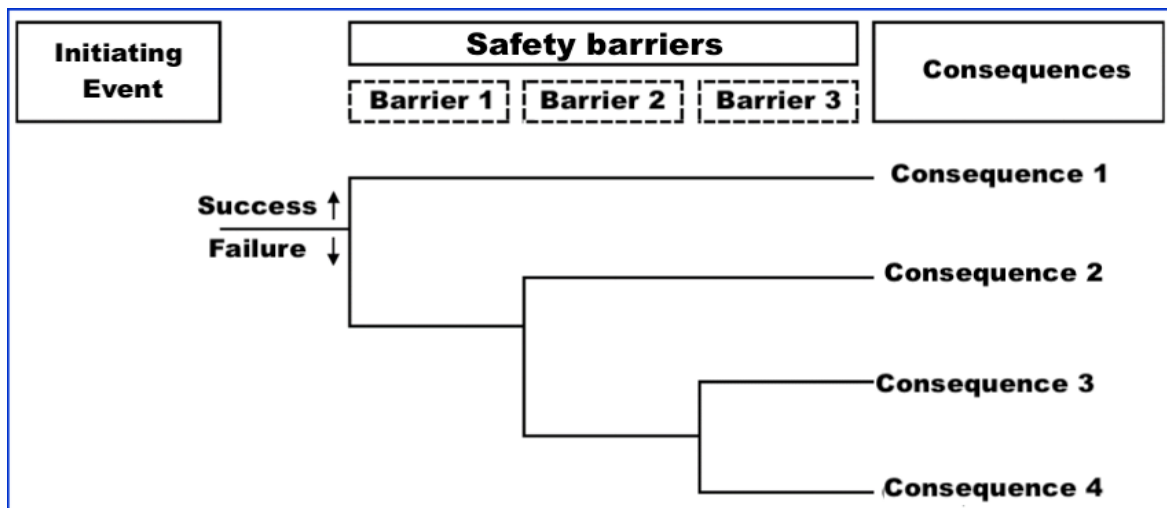 Initiating
Event
Safety barriers
Barrier 1
Barrier 2
Barrier 3
Consequences
Success
Failure
Consequence 1
Consequence 2
Consequence 3
Consequence 4